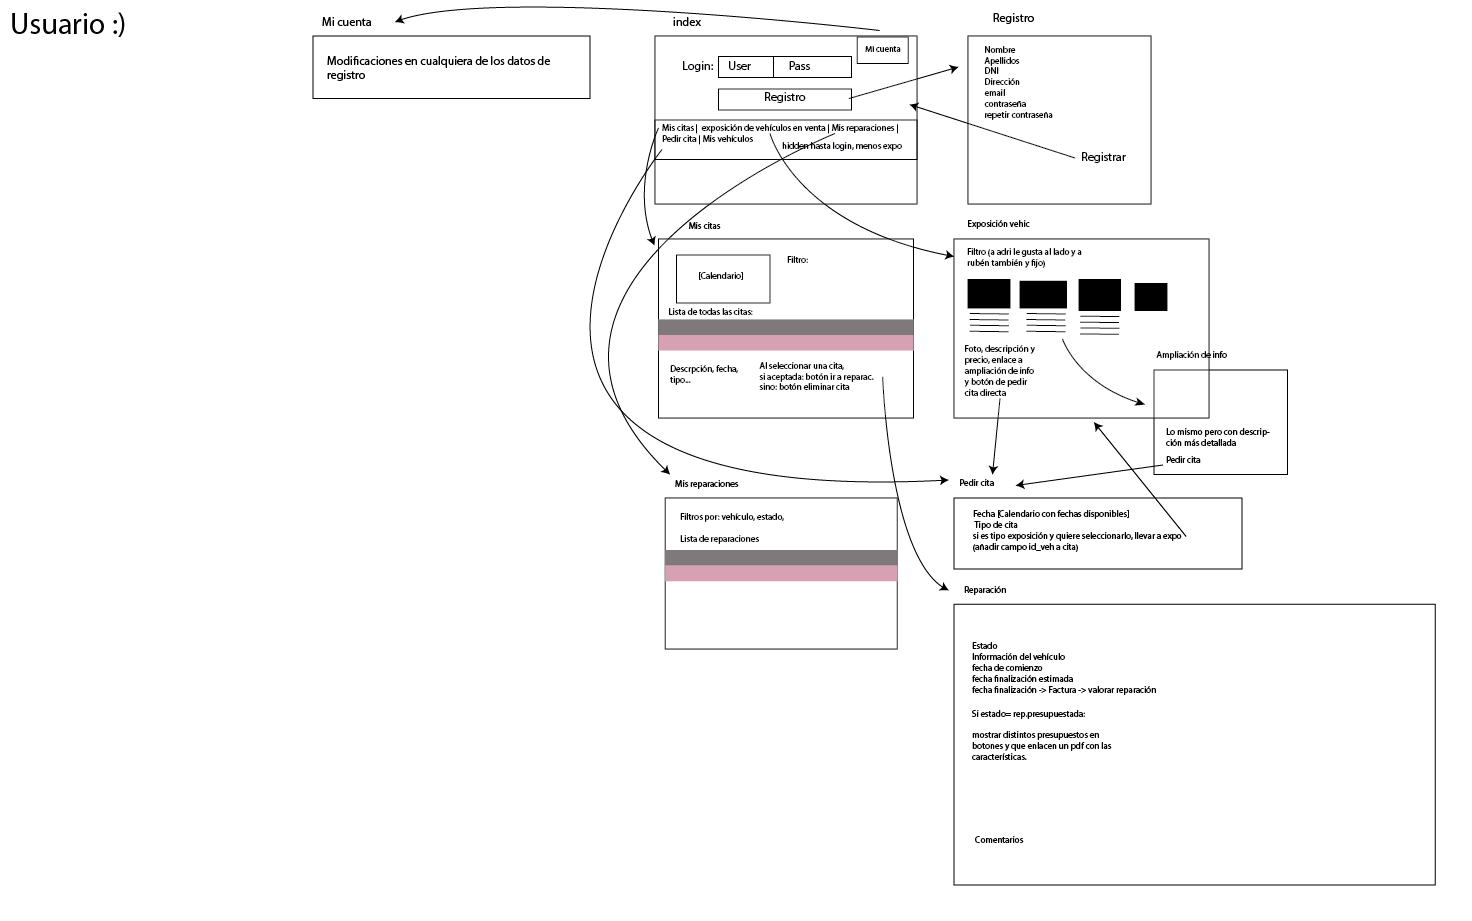 Usuario :)
Mi cuenta
Modificaciones en cualquiera de los datos de
registro
index
Mi cuenta
Login:
User
Pass
Registro
Mis citas | exposición de vehículos en venta | Mis reparaciones |
Pedir cita | Mis vehículos
hidden hasta login, menos expo
Registro
Nombre
Apellidos
DNI
Dirección
email
contraseña
repetir contraseña
Registrar
Mis citas
[Calendario]
Filtro:
Lista de todas las citas:
Descrpción, fecha,
tipo...
Al seleccionar una cita,
si aceptada: botón ir a reparac.
sino: botón eliminar cita
Exposición vehic
Filtro (a adri le gusta al lado y a
rubén también y fijo)
Foto, descripción y
precio, enlace a
ampliación de info
y botón de pedir
cita directa
Ampliación de info
Lo mismo pero con descrip-
ción más detallada
Pedir cita
Mis reparaciones
Filtros por: vehículo, estado,
Lista de reparaciones
Pedir cita
Fecha [Calendario con fechas disponibles]
Tipo de cita
si es tipo exposición y quiere seleccionarlo, llevar a expo
(añadir campo id_veh a cita)
Reparación
Estado
Información del vehículo
fecha de comienzo
fecha finalización estimada
fecha finalización -> Factura -> valorar reparación
Si estado= rep.presupuestada:
mostrar distintos presupuestos en
botones y que enlacen un pdf con las
características.
Comentarios